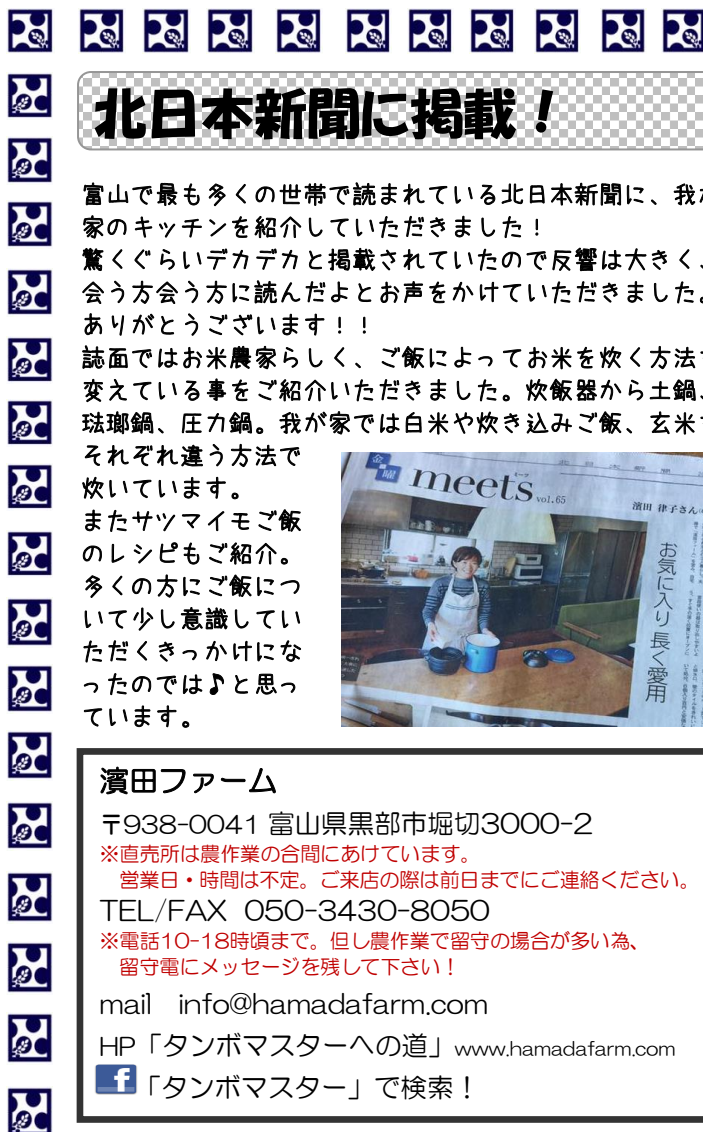 北日本新聞に掲載！
富山で最も多くの世帯で読まれている北日本新聞に、我が
家のキッチンを紹介していただきました！
驚くぐらいデカデカと掲載されていたので反響は大きく、
会う方会う方に読んだよとお声をかけていただきました。
ありがとうございます！！
誌面ではお米農家らしく、ご飯によってお米を炊く方法
変えている事をご紹介いただきました。炊飯器から土鍋、
琺瑯鍋、圧力鍋。我が家では白米や炊き込みご飯、玄米
それぞれ違う方法で
炊いています。
またサツマイモご飯
のレシピもご紹介。
多くの方にご飯につ
いて少し意識してい
ただくきっかけにな
ったのでは♪と思っ
ています。
金曜
meets vol.65
ミーツ
濱田 律子さん
お気に入り 長く愛用
濱田ファーム
〒938-0041 富山県黒部市堀切3000-2
※直売所は農作業の合間にあけています。
営業日・時間は不定。ご来店の際は前日までにご連絡ください。
TEL/FAX 050-3430-8050
※電話10-18時頃まで。但し農作業で留守の場合が多い為、
留守電にメッセージを残して下さい！
mail info@hamadafarm.com
HP「タンボマスターへの道」www.hamadafarm.com
f「タンボマスター」で検索！